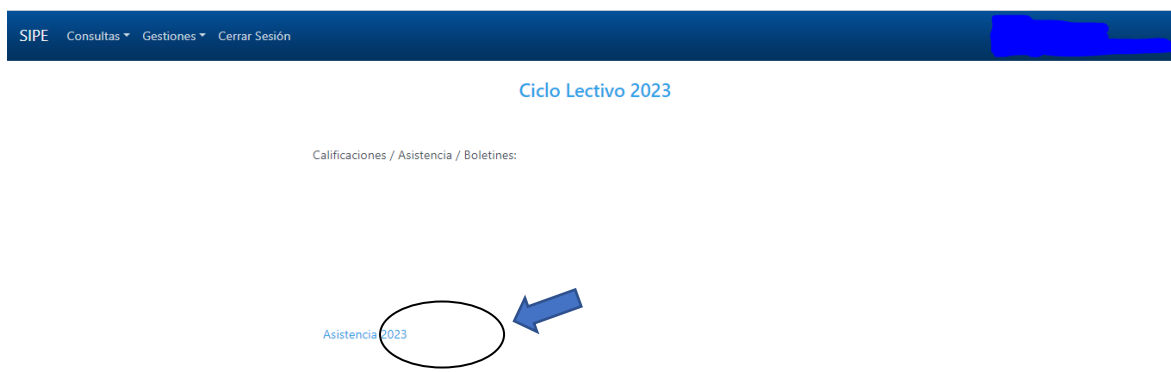 SIPE Consultas Gestiones Cerrar Sesión
Ciclo Lectivo 2023
Calificaciones / Asistencia / Boletines:
Asistencia 2023